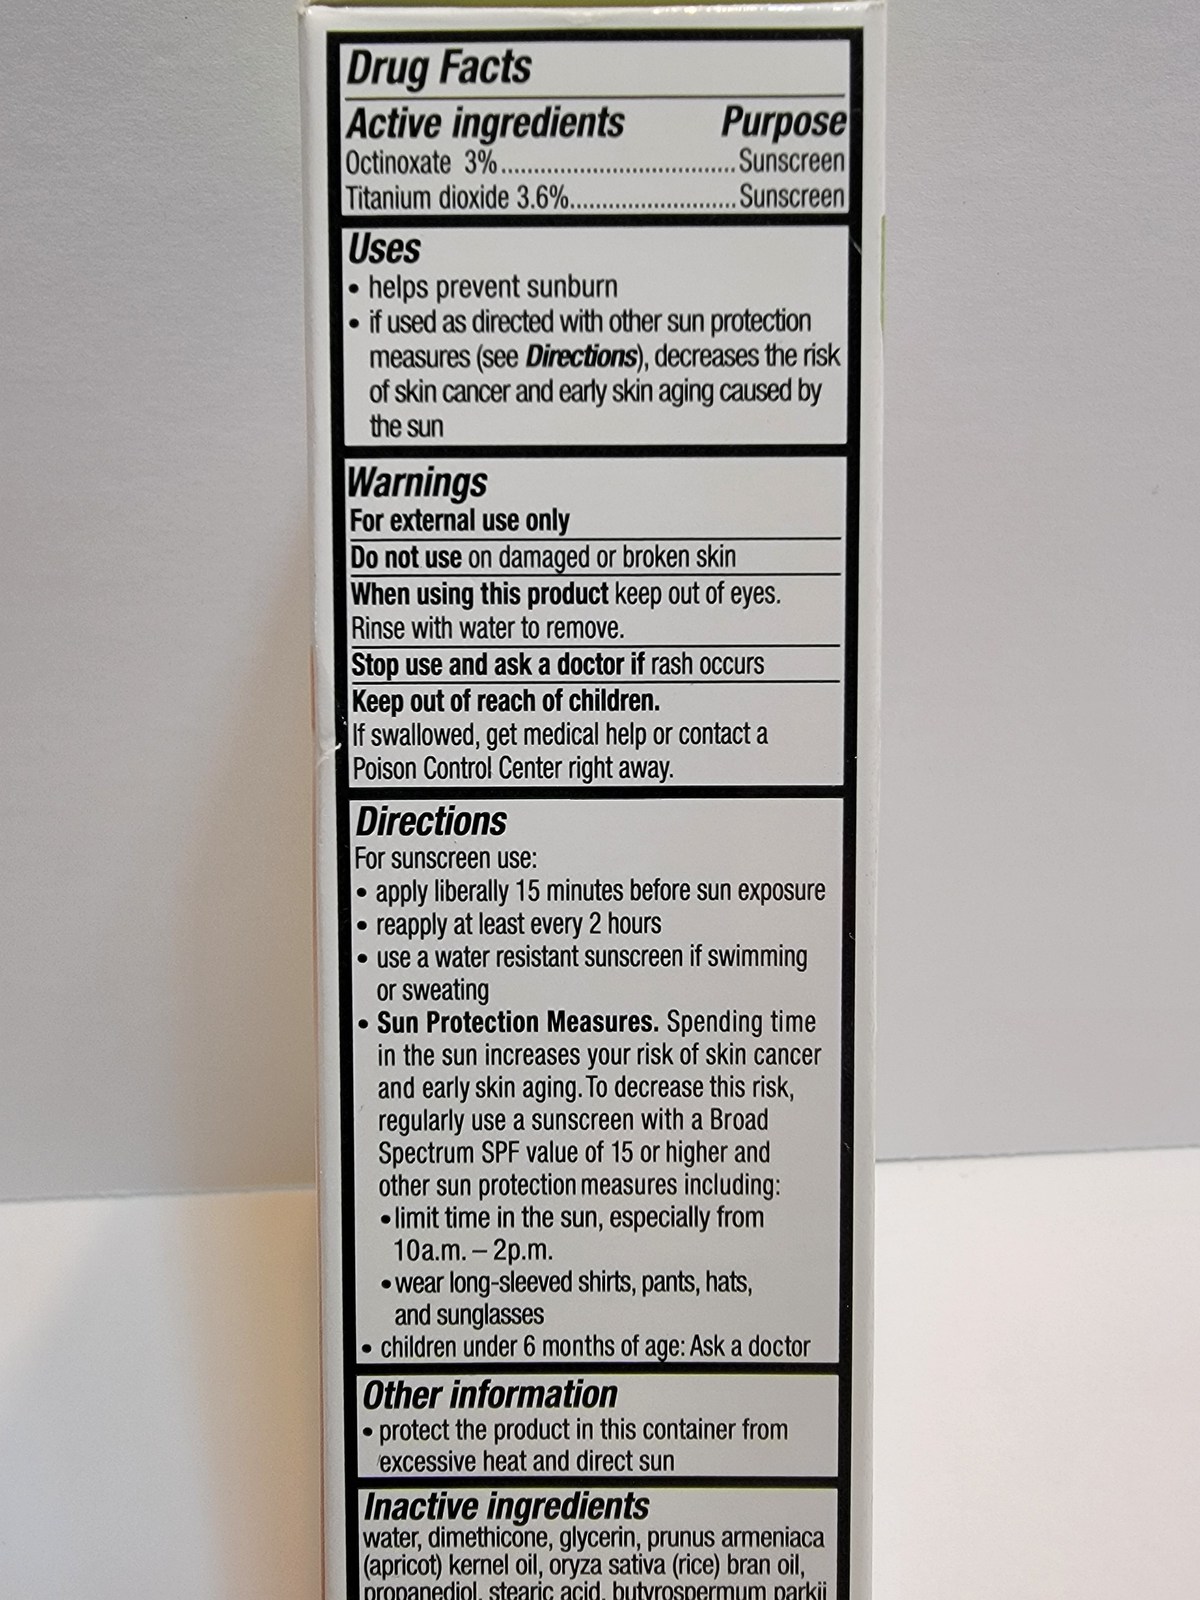 Drug Facts
Active ingredients Purpose
Octinoxate 3%.................................. Sunscreen
Titanium dioxide 3.6%......................... Sunscreen
Uses
• helps prevent sunburn
• if used as directed with other sun protection
measures (see Directions), decreases the risk
of skin cancer and early skin aging caused by
the sun
Warnings
For external use only
Do not use on damaged or broken skin
When using this product keep out of eyes.
Rinse with water to remove.
Stop use and ask a doctor if rash occurs
Keep out of reach of children.
If swallowed, get medical help or contact a
Poison Control Center right away.
Directions
For sunscreen use:
• apply liberally 15 minutes before sun exposure
• reapply at least every 2 hours
• use a water resistant sunscreen if swimming
or sweating
• Sun Protection Measures. Spending time
in the sun increases your risk of skin cancer
and early skin aging. To decrease this risk,
regularly use a sunscreen with a Broad
Spectrum SPF value of 15 or higher and
other sun protection measures including:
• limit time in the sun, especially from
10a.m. – 2p.m.
• wear long-sleeved shirts, pants, hats,
and sunglasses
• children under 6 months of age: Ask a doctor
Other information
• protect the product in this container from
excessive heat and direct sun
Inactive ingredients
water, dimethicone, glycerin, prunus armeniaca
(apricot) kernel oil, oryza sativa (rice) bran oil,
propanediol, stearic acid, butyrospermum parkii